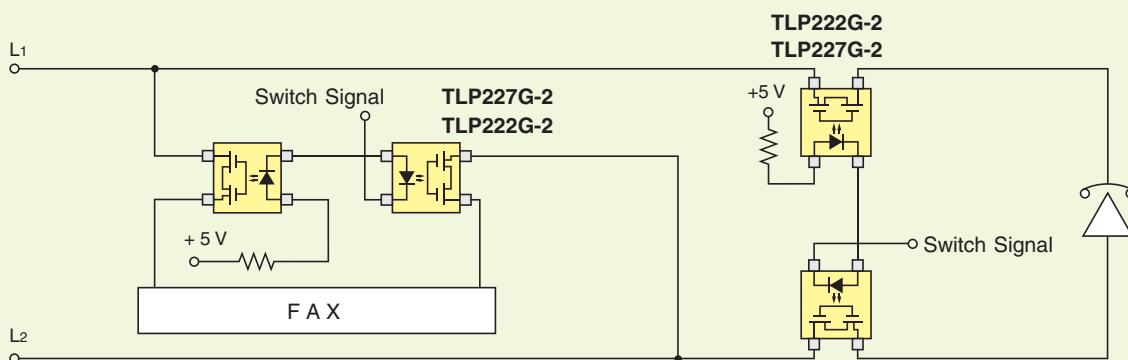 TLP222G-2
TLP227G-2
L1
Switch Signal
TLP227G-2
TLP222G-2
+5 V
+ 5 V
Switch Signal
F A X
L2